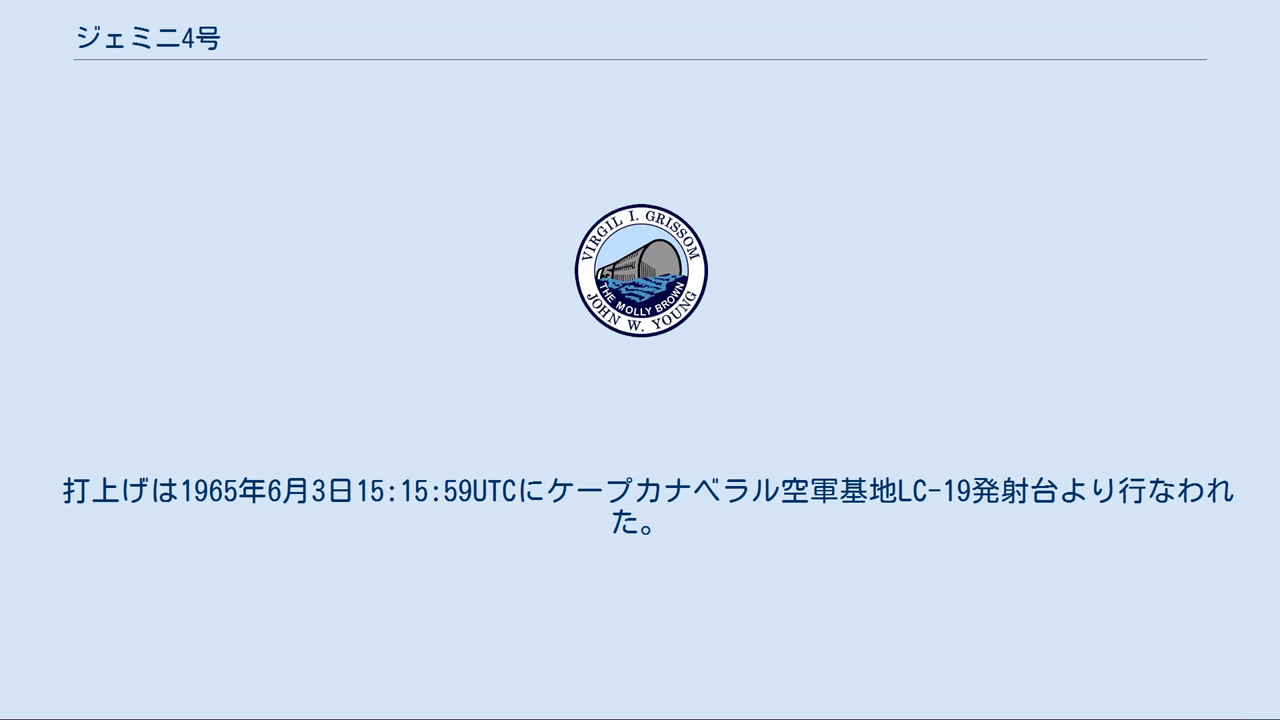 ジェミニ4号
VIRGIL I. GRISSOM
THE MOLLY BROWN
JOHN W. YOUNG
打上げは1965年6月3日15:15:59UTCにケープカナベラル空軍基地LC-19発射台より行なわれ
た。